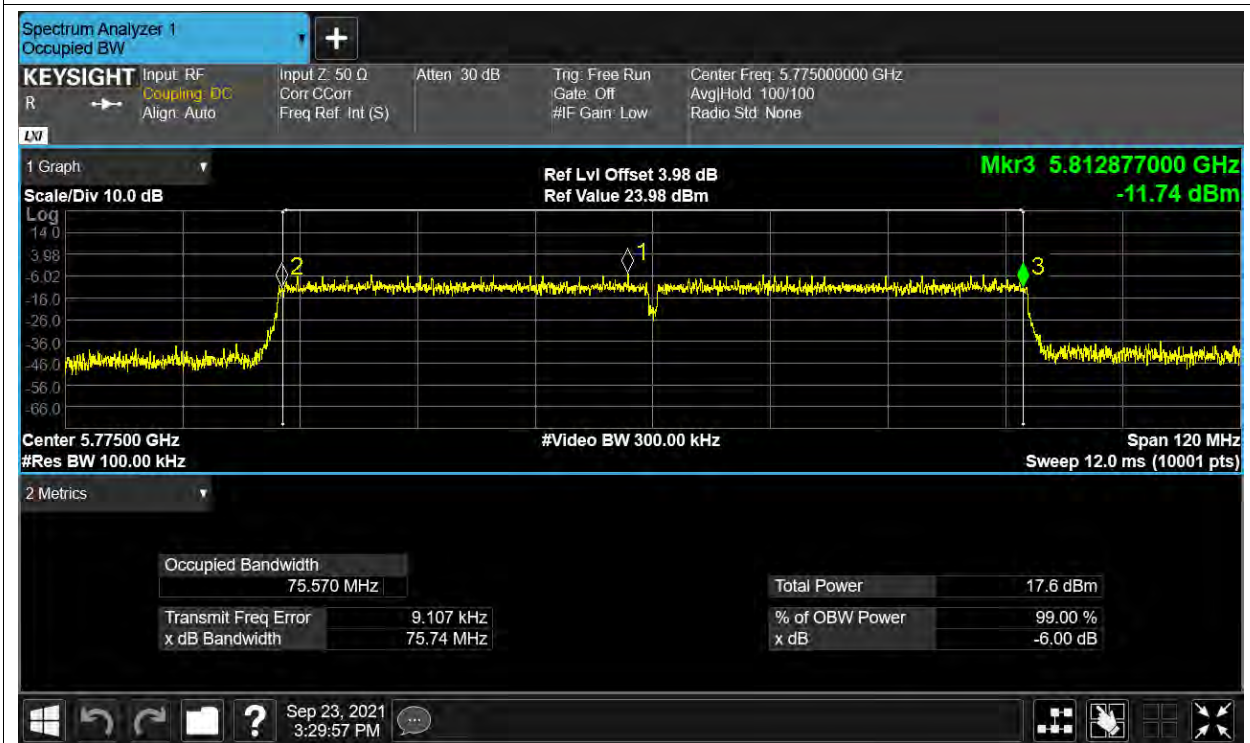 Spectrum Analyzer 1
Occupied BW
+
KEYSIGHT
R
LXI
Input: RF
Coupling: DC
Align: Auto
Input Z: 50 Ω
Corr CCorr
Freq Ref: Int (S)
Atten: 30 dB
Trig: Free Run
Gate: Off
#IF Gain: Low
Center Freq: 5.775000000 GHz
Avg|Hold: 100/100
Radio Std: None
1 Graph
Scale/Div 10.0 dB
Ref Lvl Offset 3.98 dB
Ref Value 23.98 dBm
Mkr3 5.812877000 GHz
-11.74 dBm
Log
14.0
3.98
-6.02
-16.0
-26.0
-36.0
-46.0
-56.0
-66.0
2
1
3
Center 5.77500 GHz
#Res BW 100.00 kHz
#Video BW 300.00 kHz
Span 120 MHz
Sweep 12.0 ms (10001 pts)
2 Metrics
Occupied Bandwidth
75.570 MHz
Transmit Freq Error 9.107 kHz
x dB Bandwidth 75.74 MHz
Total Power 17.6 dBm
% of OBW Power 99.00 %
x dB -6.00 dB
?
Sep 23, 2021
3:29:57 PM